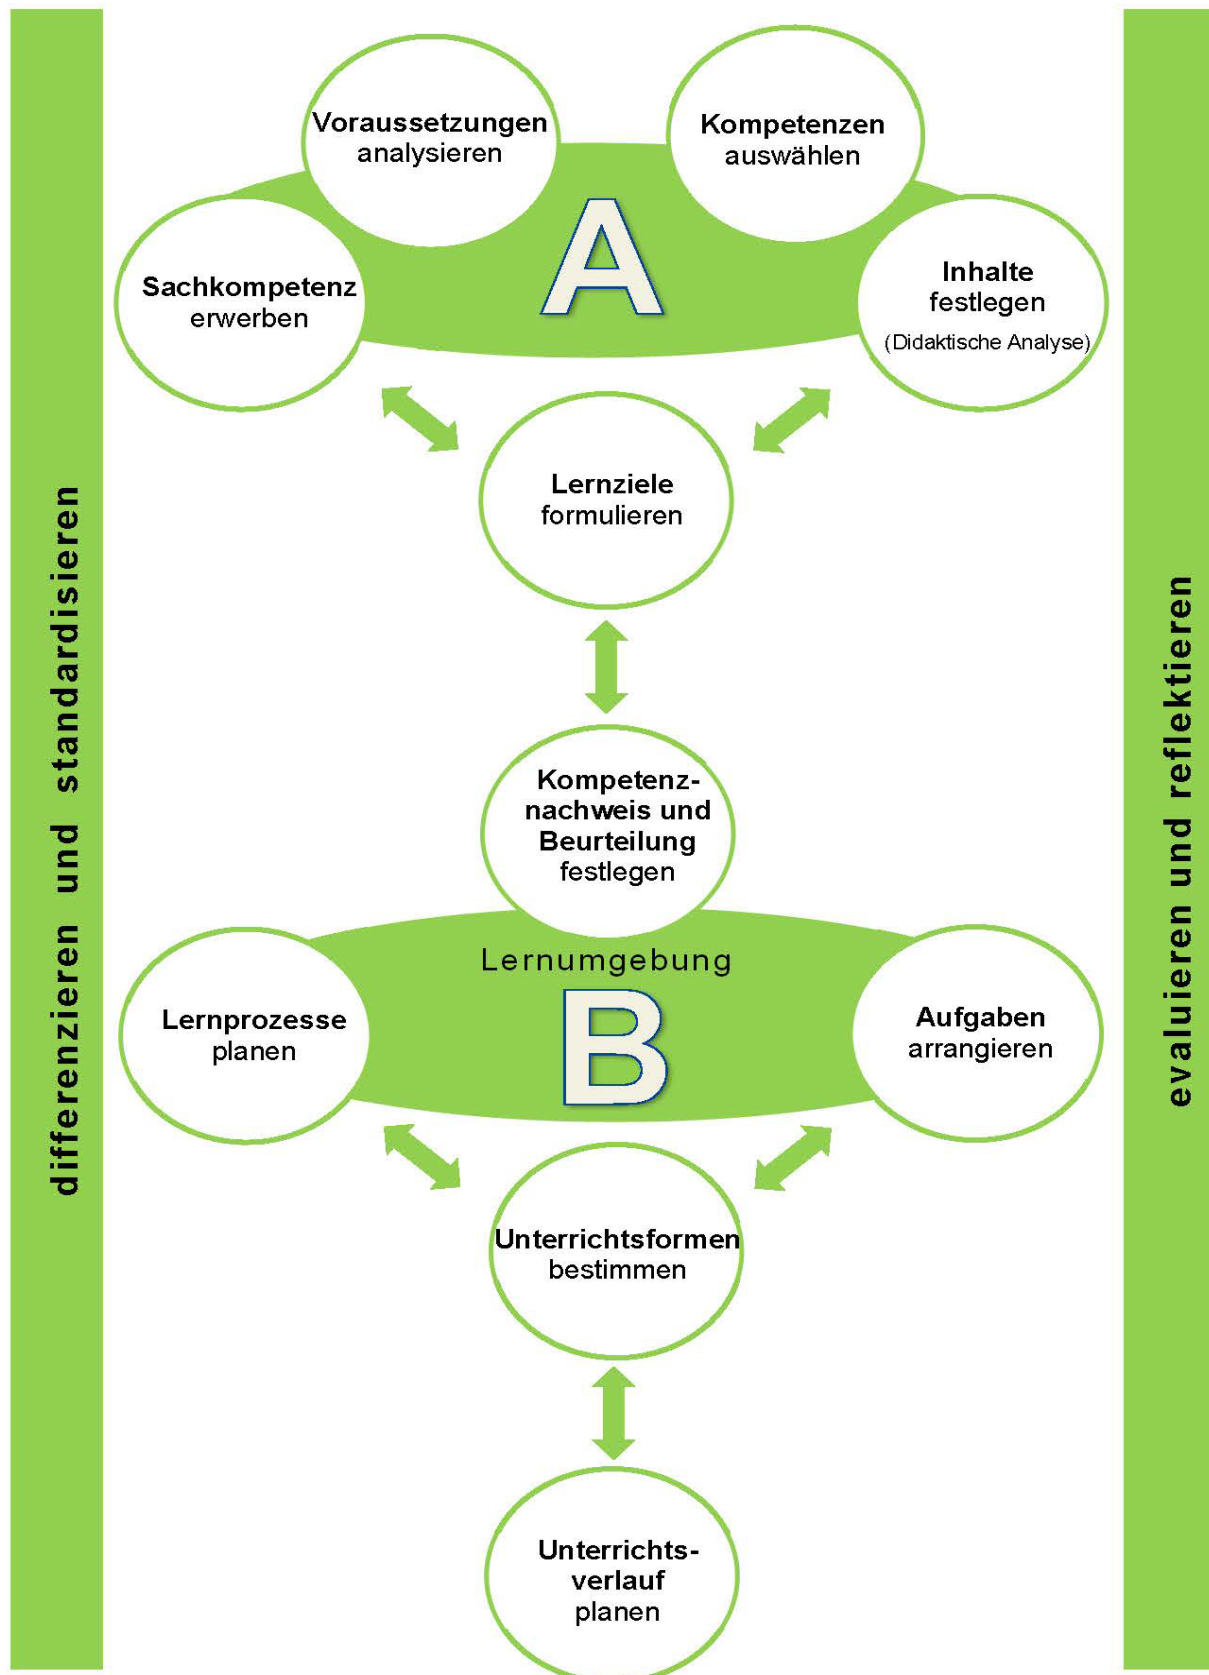 Voraussetzungen
analysieren
Kompetenzen
auswählen
A
Sachkompetenz
erwerben
Inhalte
festlegen
(Didaktische Analyse)
Lernziele
formulieren
differenzieren und standardisieren
evaluieren und reflektieren
Kompetenz-
nachweis und
Beurteilung
festlegen
Lernumgebung
B
Lernprozesse
planen
Aufgaben
arrangieren
Unterrichtsformen
bestimmen
Unterrichts-
verlauf
planen